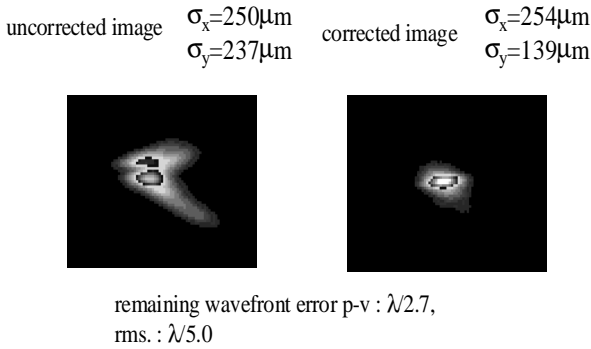 uncorrected image σx=250μm
σy=237μm
corrected image σx=254μm
σy=139μm
remaining wavefront error p-v : λ/2.7,
rms. : λ/5.0